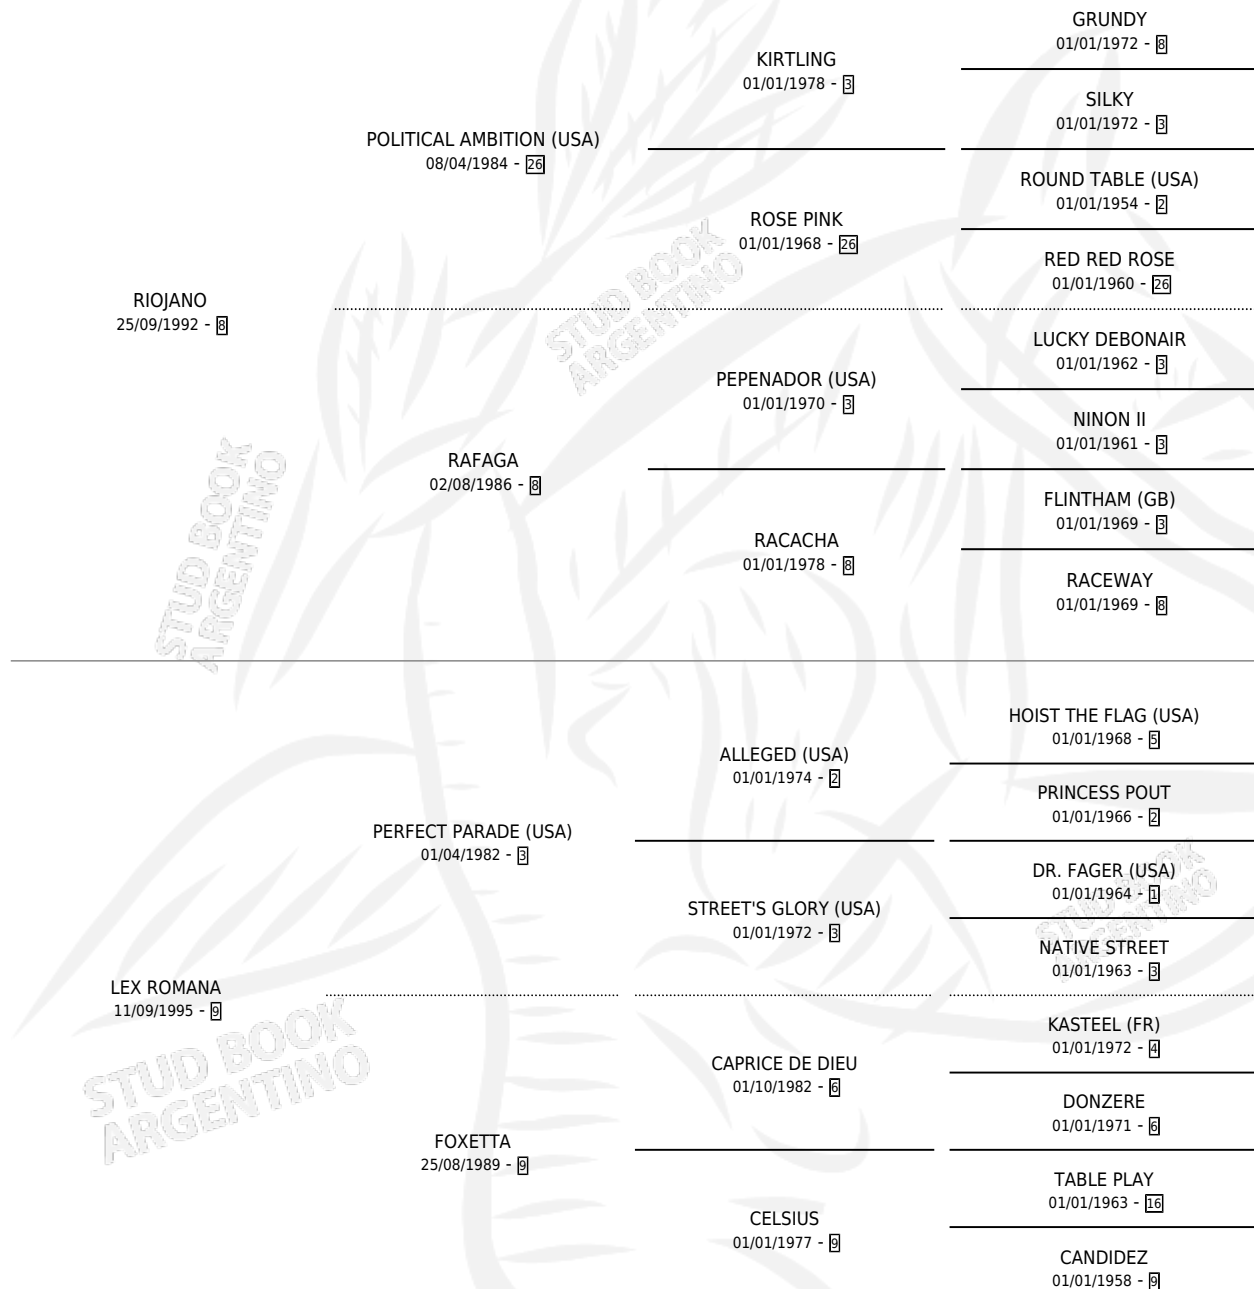 GRUNDY
01/01/1972 - 8
KIRTLING
01/01/1978 - 3
SILKY
01/01/1972 - 3
POLITICAL AMBITION (USA)
08/04/1984 - 26
ROUND TABLE (USA)
01/01/1954 - 2
ROSE PINK
01/01/1968 - 26
RED RED ROSE
01/01/1960 - 26
RIOJANO
25/09/1992 - 8
LUCKY DEBONAIR
01/01/1962 - 3
PEPENADOR (USA)
01/01/1970 - 3
NINON II
01/01/1961 - 3
RAFAGA
02/08/1986 - 8
FLINTHAM (GB)
01/01/1969 - 3
RACACHA
01/01/1978 - 8
RACEWAY
01/01/1969 - 8
HOIST THE FLAG (USA)
01/01/1968 - 5
ALLEGED (USA)
01/01/1974 - 2
PRINCESS POUT
01/01/1966 - 2
PERFECT PARADE (USA)
01/04/1982 - 3
DR. FAGER (USA)
01/01/1964 - 1
STREET'S GLORY (USA)
01/01/1972 - 3
NATIVE STREET
01/01/1963 - 3
LEX ROMANA
11/09/1995 - 9
KASTEEL (FR)
01/01/1972 - 4
CAPRICE DE DIEU
01/10/1982 - 6
DONZERE
01/01/1971 - 6
FOXETTA
25/08/1989 - 9
TABLE PLAY
01/01/1963 - 16
CELSIUS
01/01/1977 - 9
CANDIDEZ
01/01/1958 - 9
STUD BOOK
ARGENTINO
STUD BOOK
ARGENTINO
STUD BOOK
ARGENTINO
STUD BOOK
ARGENTINO